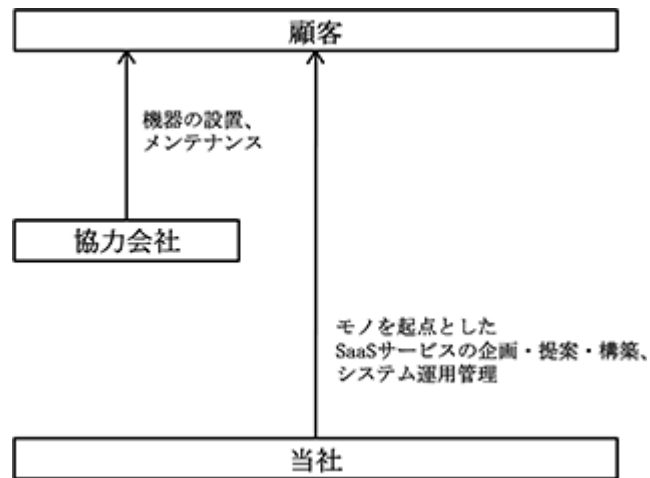 顧客
機器の設置、
メンテナンス
協力会社
モノを起点とした
SaaSサービスの企画・提案・構築、
システム運用管理
当社